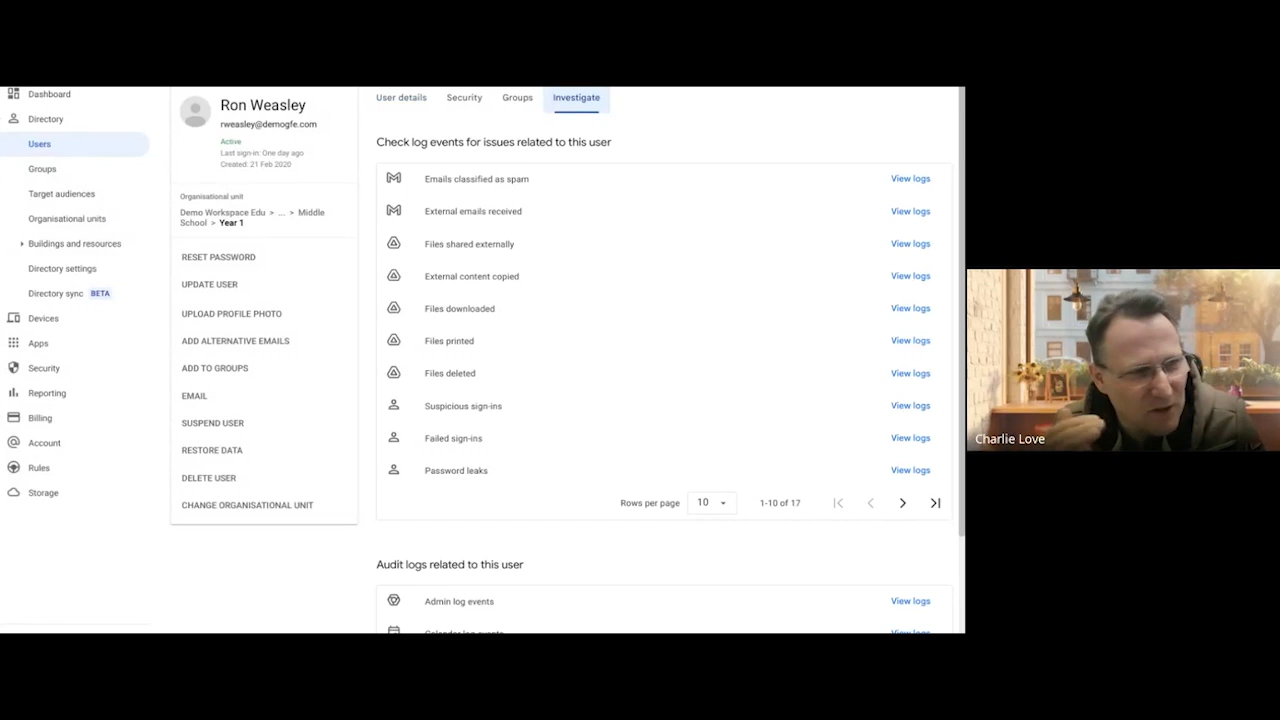 Dashboard
Directory
Users
Groups
Target audiences
Organisational units
Buildings and resources
Directory settings
Directory sync BETA
Devices
Apps
Security
Reporting
Billing
Account
Rules
Storage
Ron Weasley
rweasley@demogfe.com
Active
Last sign-in: One day ago
Created: 21 Feb 2020
Organisational unit
Demo Workspace Edu > ... > Middle
School > Year 1
RESET PASSWORD
UPDATE USER
UPLOAD PROFILE PHOTO
ADD ALTERNATIVE EMAILS
ADD TO GROUPS
EMAIL
SUSPEND USER
RESTORE DATA
DELETE USER
CHANGE ORGANISATIONAL UNIT
User details Security Groups Investigate
Check log events for issues related to this user
Emails classified as spam View logs
External emails received View logs
Files shared externally View logs
External content copied View logs
Files downloaded View logs
Files printed View logs
Files deleted View logs
Suspicious sign-ins View logs
Failed sign-ins View logs
Password leaks View logs
Rows per page 10 1-10 of 17
Audit logs related to this user
Admin log events View logs
Calendar log events View logs
Charlie Love